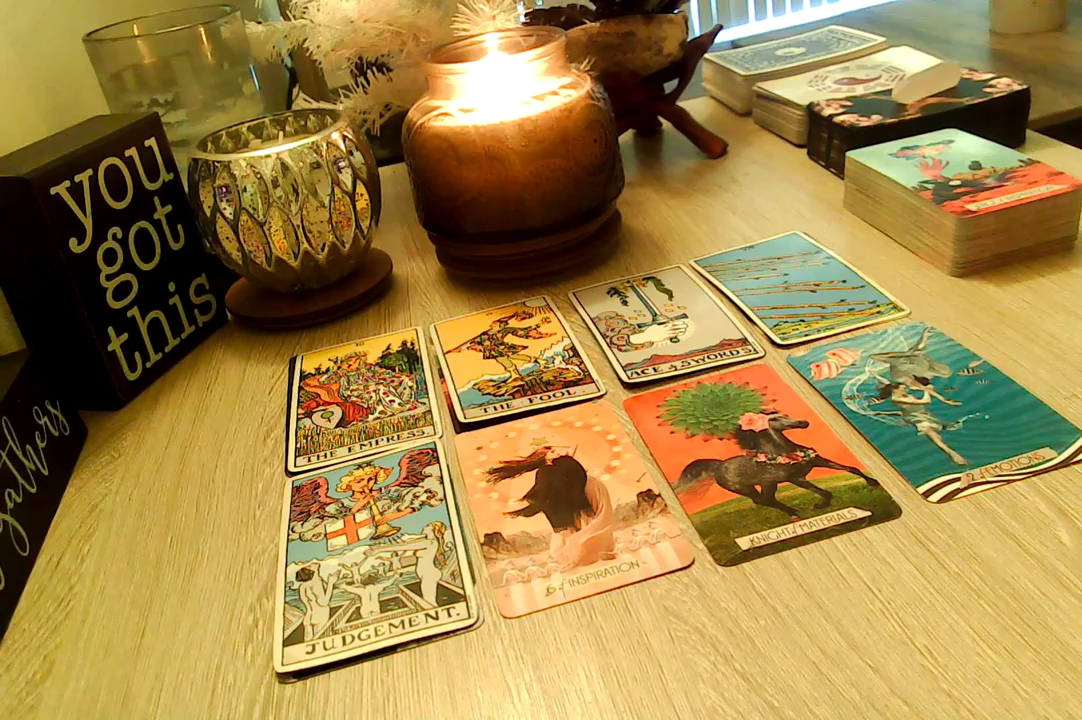 you
got
this
gathers
THE EMPRESS.
THE FOOL
ACE of SWORDS.
JUDGEMENT.
6 of INSPIRATION
KNIGHT of MATERIALS
2 of EMOTIONS